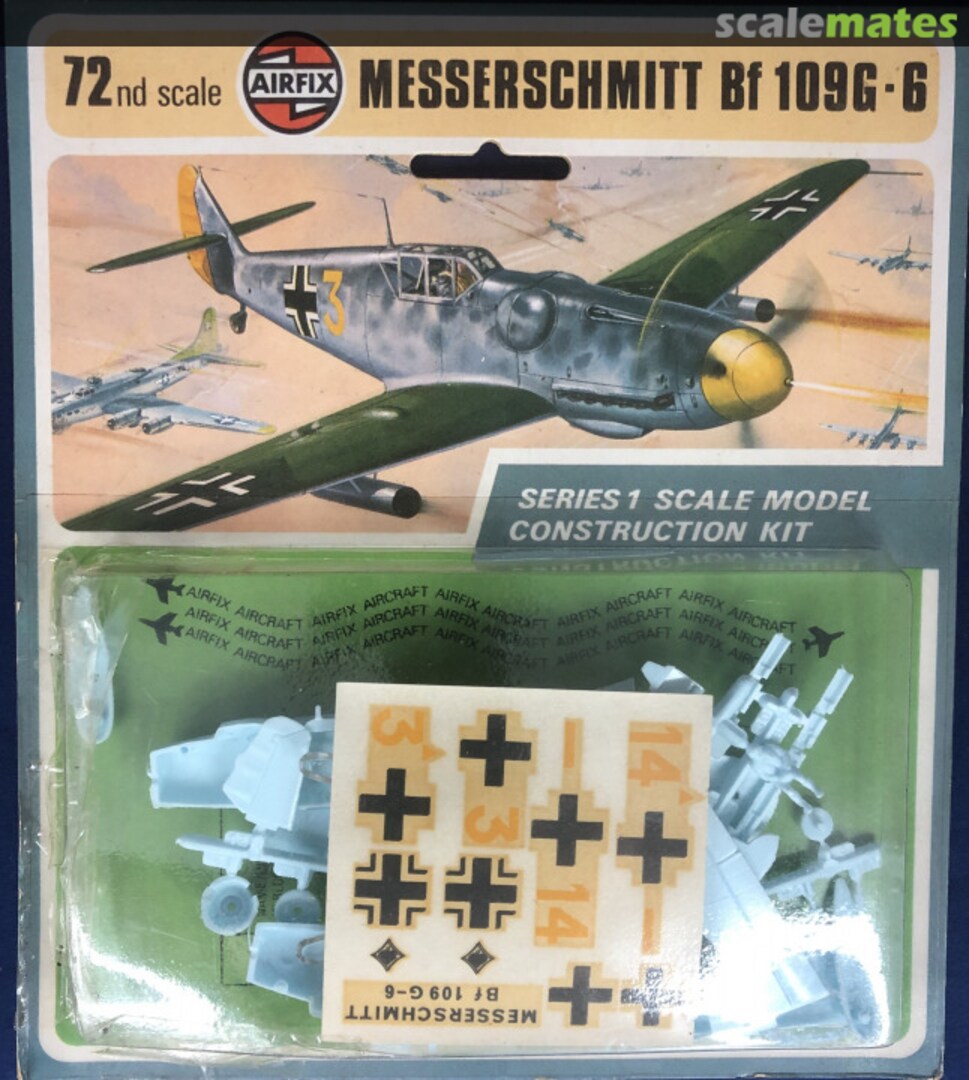 scalemates
72nd scale
AIRFIX
MESSERSCHMITT Bf 109G-6
3
SERIES 1 SCALE MODEL
CONSTRUCTION KIT
AIRFIX AIRCRAFT AIRFIX AIRCRAFT AIRFIX AIRCRAFT AIRFIX AIRCRAFT AIRFIX AIRCRAFT
AIRFIX AIRCRAFT AIRFIX AIRCRAFT AIRFIX AIRCRAFT AIRFIX AIRCRAFT AIRFIX AIRCRAFT
AIRFIX AIRCRAFT AIRFIX AIRCRAFT AIRFIX AIRCRAFT AIRFIX AIRCRAFT AIRFIX AIRCRAFT
3
14
3
14
MESSERSCHMITT
Bf 109G-6